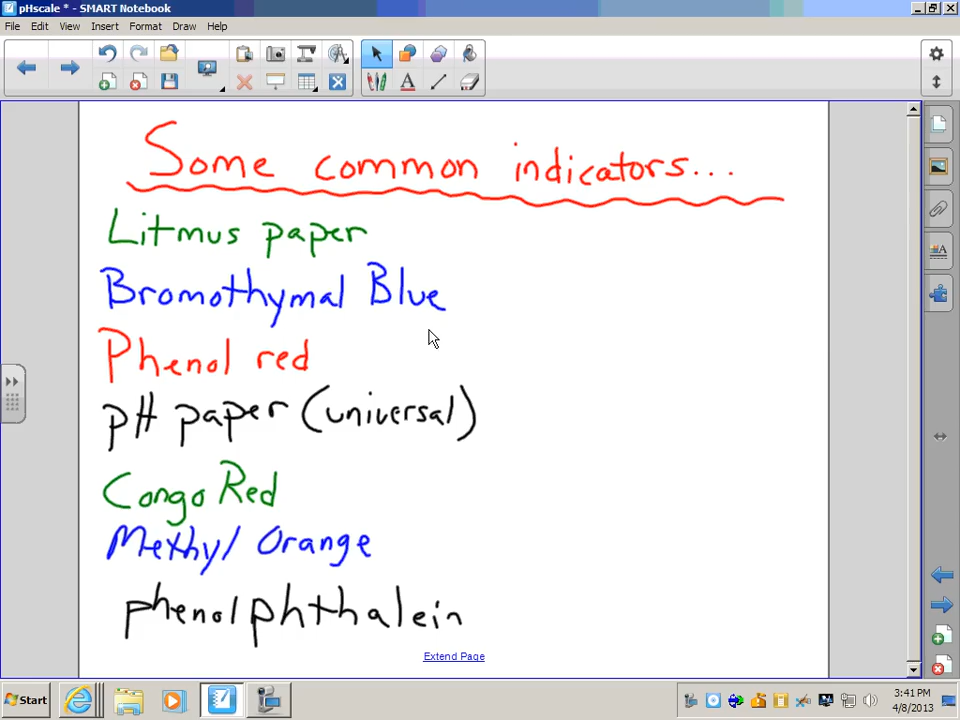 pHscale * - SMART Notebook
File Edit View Insert Format Draw Help
Some common indicators...
Litmus paper
Bromothymal Blue
Phenol red
pH paper (universal)
Congo Red
Methyl Orange
phenolphthalein
Extend Page
Start
3:41 PM
4/8/2013